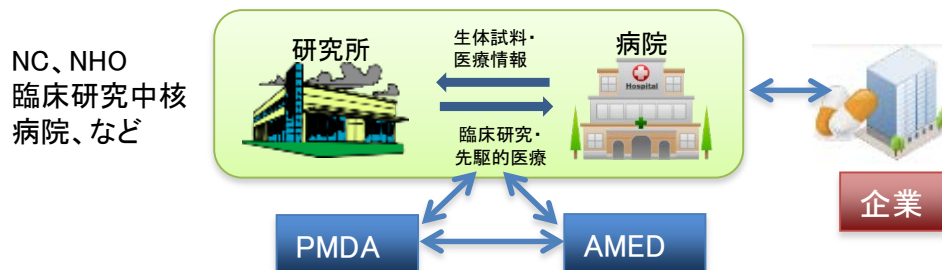 NC、NHO
臨床研究中核
病院、など
研究所
生体試料・
医療情報
病院
Hospital
臨床研究・
先駆的医療
企業
PMDA
AMED